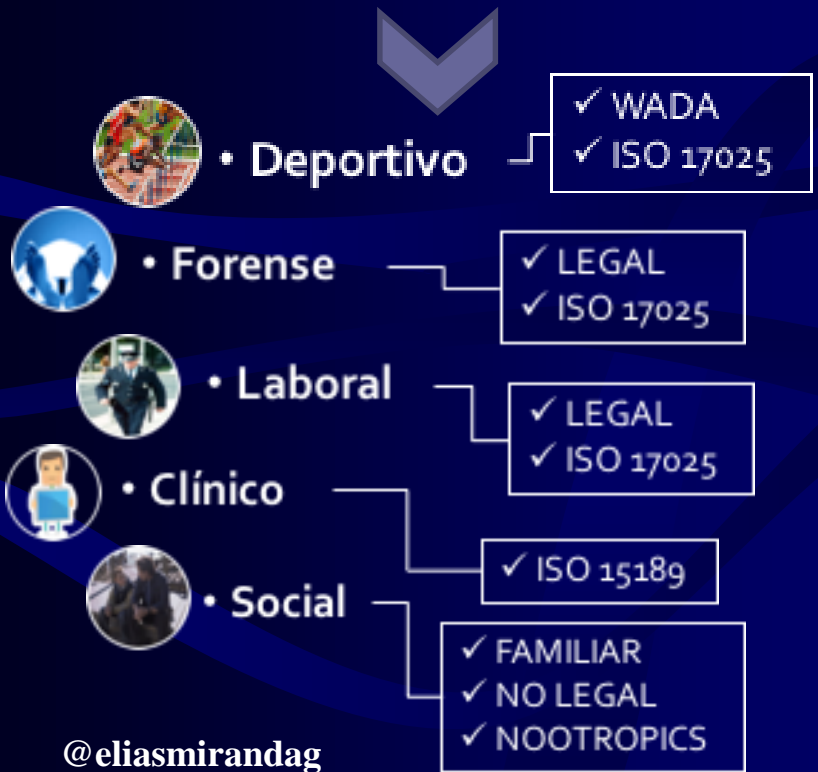 • Deportivo
✓ WADA
✓ ISO 17025
• Forense
✓ LEGAL
✓ ISO 17025
• Laboral
✓ LEGAL
✓ ISO 17025
• Clínico
✓ ISO 15189
• Social
✓ FAMILIAR
✓ NO LEGAL
✓ NOOTROPICS
@eliasmirandag